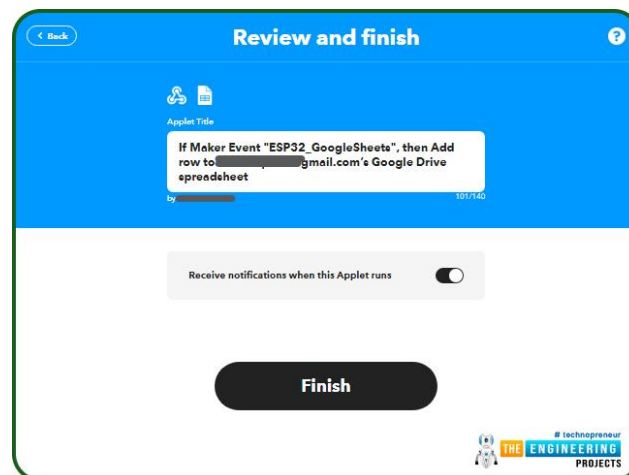 < Back
Review and finish
?
Applet Title
If Maker Event "ESP32_GoogleSheets", then Add
row to gmail.com's Google Drive
spreadsheet
by
101/140
Receive notifications when this Applet runs
Finish
# technopreneur
THE ENGINEERING
PROJECTS